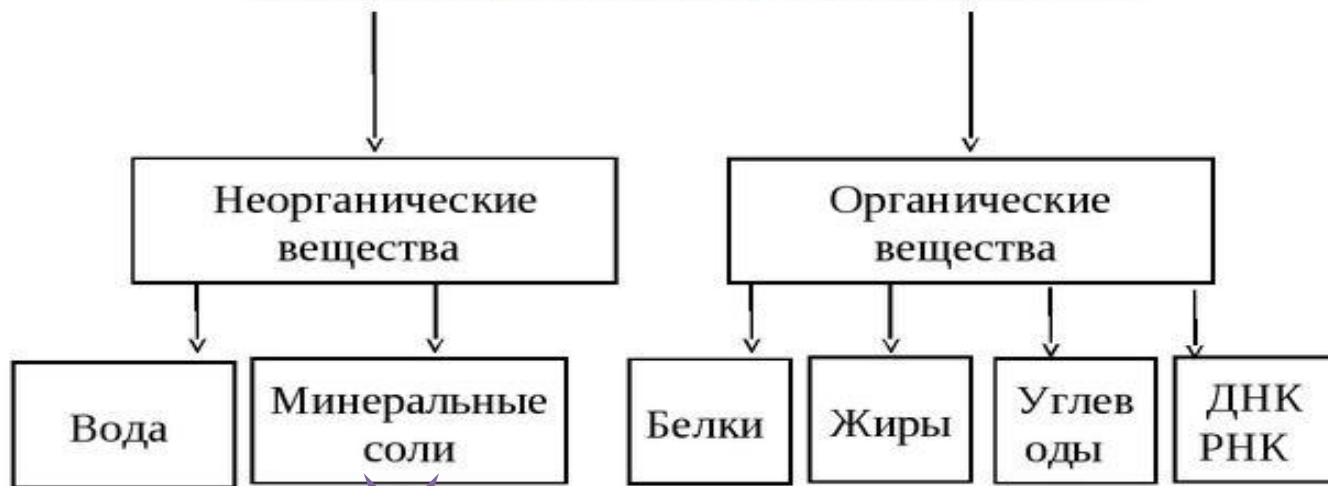 Неорганические
вещества
Органические
вещества
Вода
Минеральные
соли
Белки
Жиры
Углев
оды
ДНК
РНК